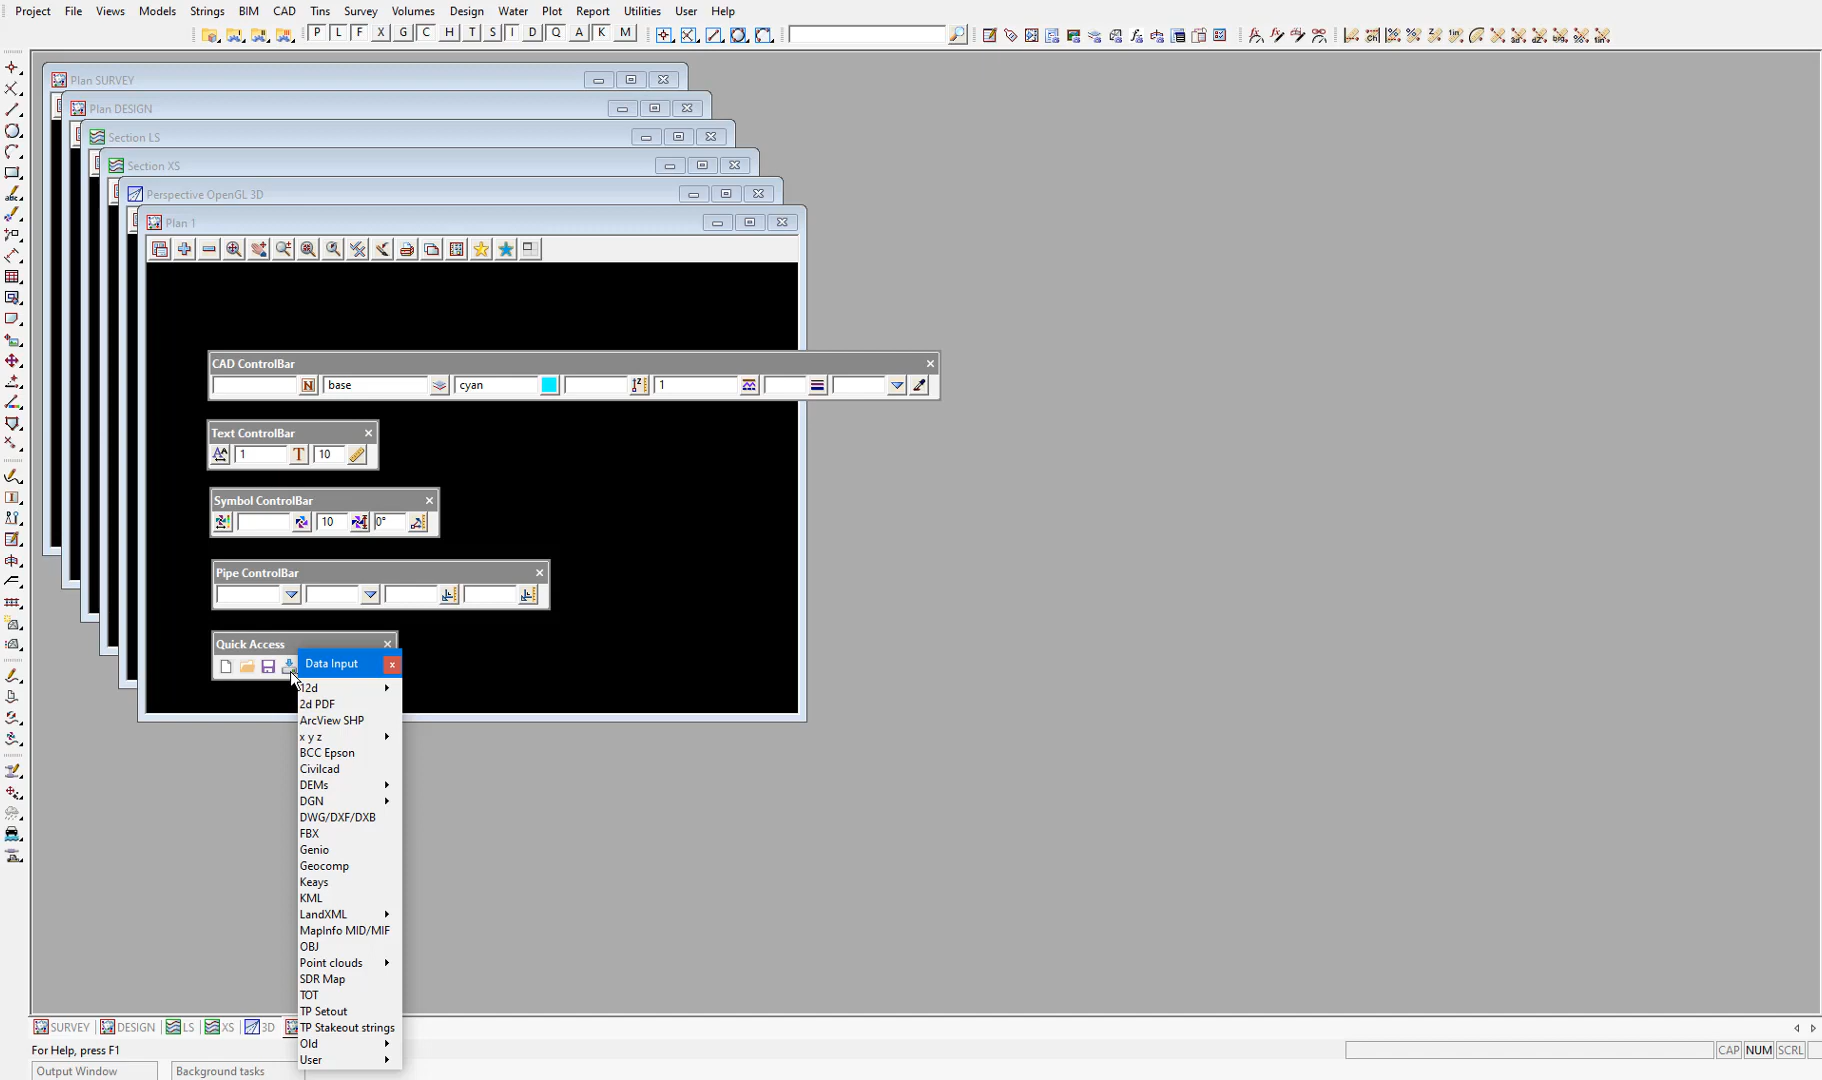 Project File Views Models Strings BIM CAD Tins Survey Volumes Design Water Plot Report Utilities User Help
P L F X G C H T S I D Q A K M
Plan SURVEY
Plan DESIGN
Section LS
Section XS
Perspective OpenGL 3D
Plan 1
CAD ControlBar
base cyan 1
Text ControlBar
1 10
Symbol ControlBar
10 0°
Pipe ControlBar
Quick Access
Data Input
12d
2d PDF
ArcView SHP
x y z
BCC Epson
Civilcad
DEMs
DGN
DWG/DXF/DXB
FBX
Genio
Geocomp
Keays
KML
LandXML
MapInfo MID/MIF
OBJ
Point clouds
SDR Map
TOT
TP Setout
TP Stakeout strings
Old
User
SURVEY DESIGN LS XS 3D
For Help, press F1
CAP NUM SCRL
Output Window Background tasks